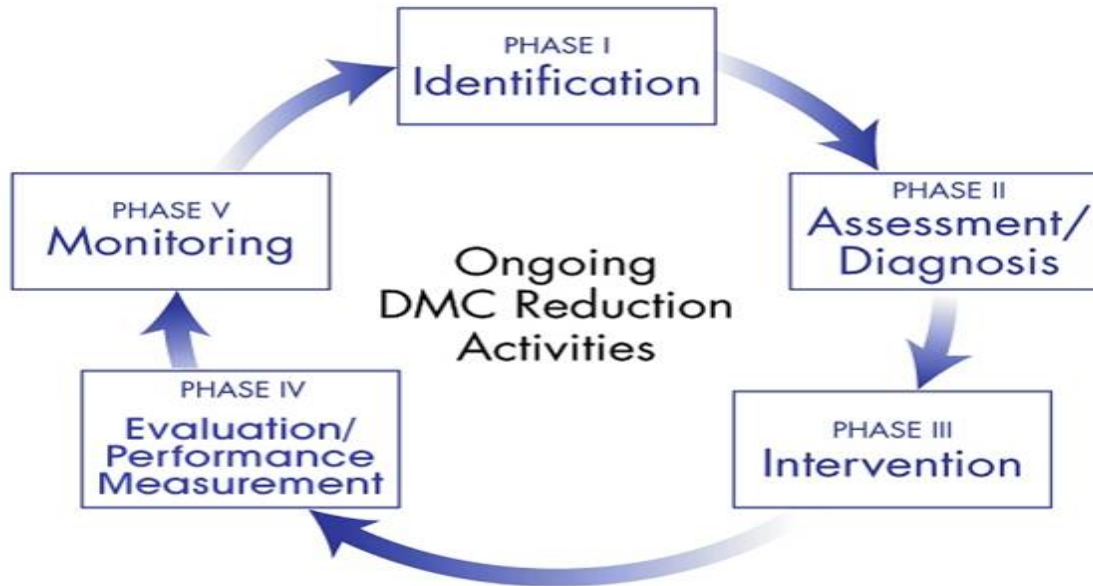 PHASE I
Identification
PHASE II
Assessment/
Diagnosis
PHASE III
Intervention
PHASE IV
Evaluation/
Performance
Measurement
PHASE V
Monitoring
Ongoing
DMC Reduction
Activities